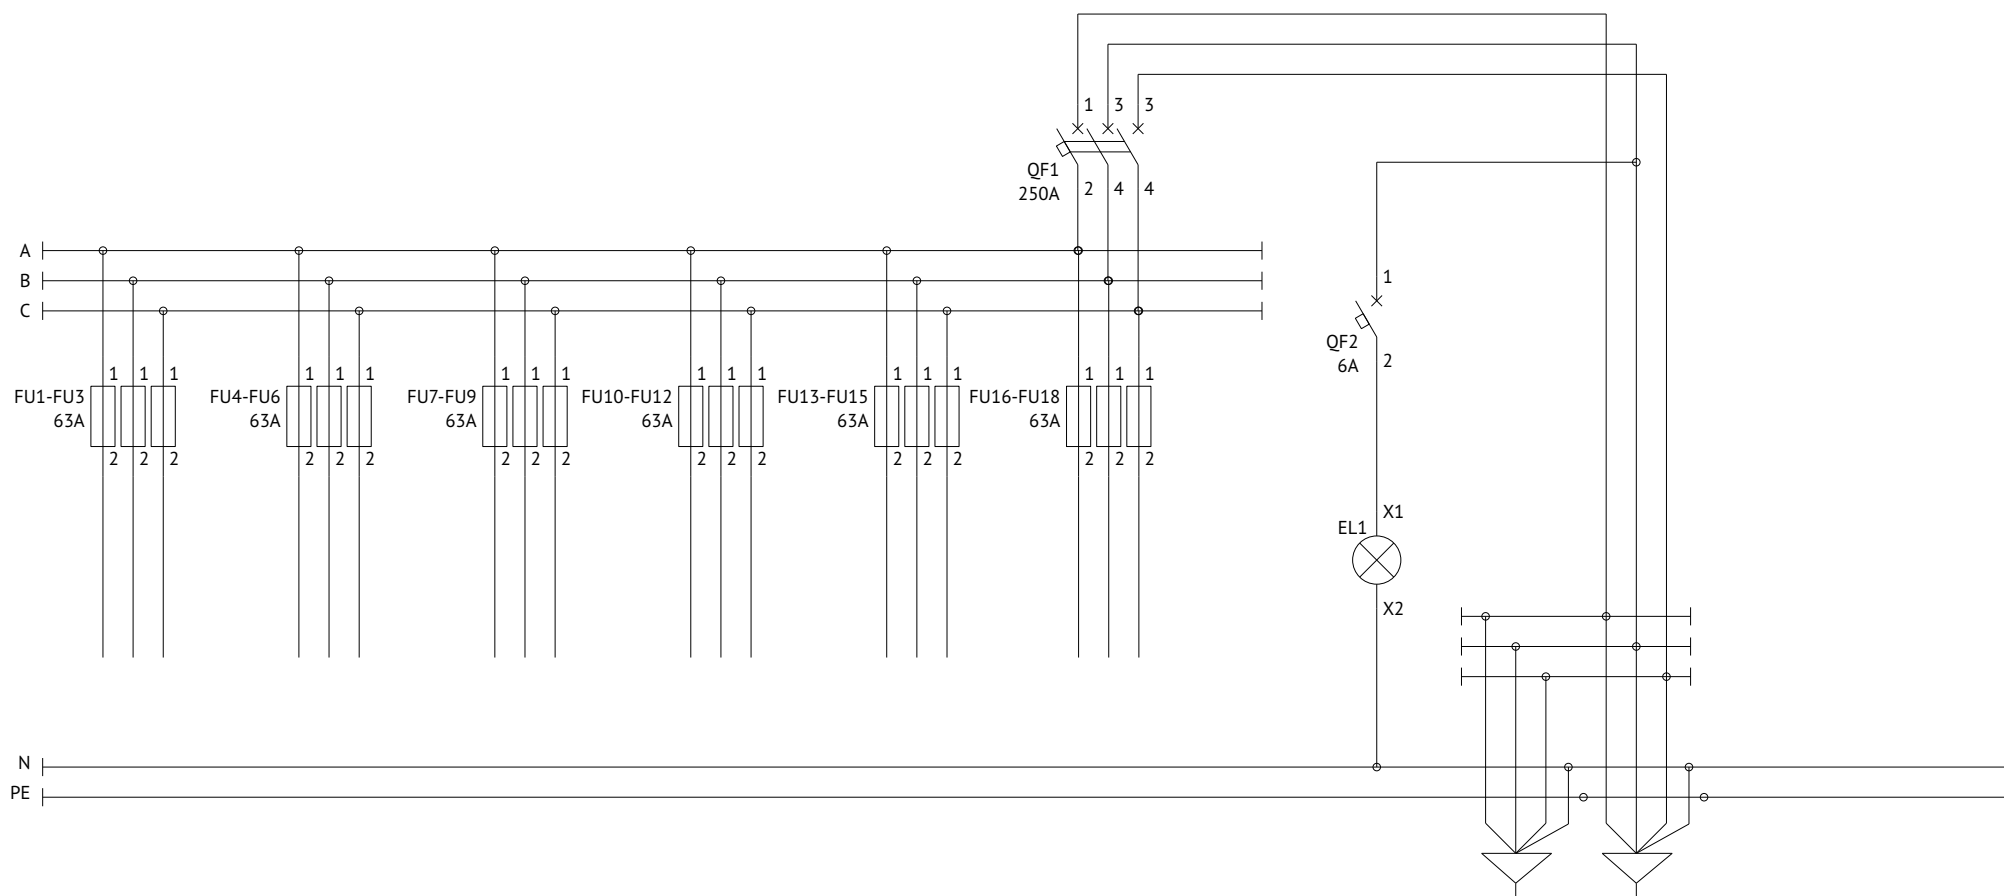 1 3 3
QF1
250A
2 4 4
A
B
C
1
QF2
6A
2
FU1-FU3
63A
1 1 1
2 2 2
FU4-FU6
63A
1 1 1
2 2 2
FU7-FU9
63A
1 1 1
2 2 2
FU10-FU12
63A
1 1 1
2 2 2
FU13-FU15
63A
1 1 1
2 2 2
FU16-FU18
63A
1 1 1
2 2 2
X1
EL1
X2
N
PE